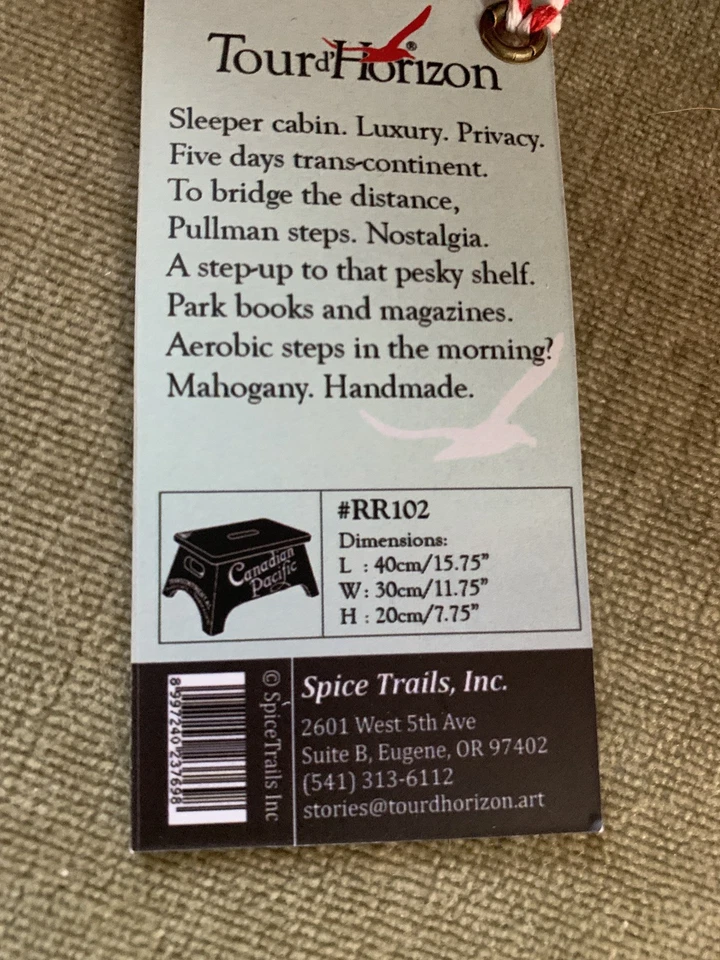 Tour d'Horizon®
Sleeper cabin. Luxury. Privacy.
Five days trans-continent.
To bridge the distance,
Pullman steps. Nostalgia.
A step-up to that pesky shelf.
Park books and magazines.
Aerobic steps in the morning?
Mahogany. Handmade.
Canadian
Pacific
#RR102
Dimensions:
L : 40cm/15.75”
W: 30cm/11.75”
H : 20cm/7.75”
8 997240 237698
© SpiceTrails Inc
Spice Trails, Inc.
2601 West 5th Ave
Suite B, Eugene, OR 97402
(541) 313-6112
stories@tourdhorizon.art